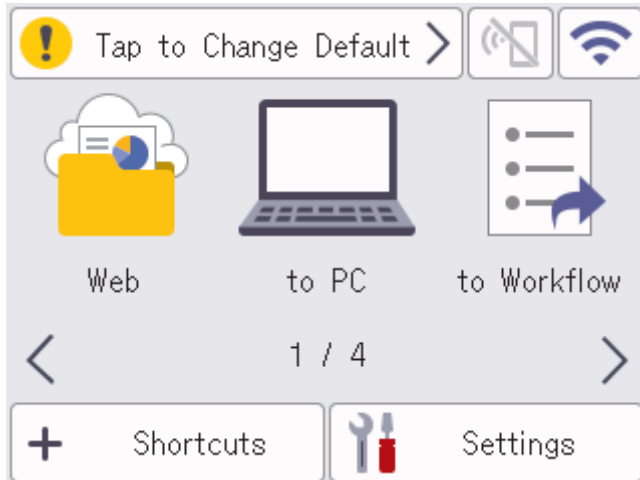 Tap to Change Default
Web
to PC
to Workflow
1 / 4
Shortcuts
Settings